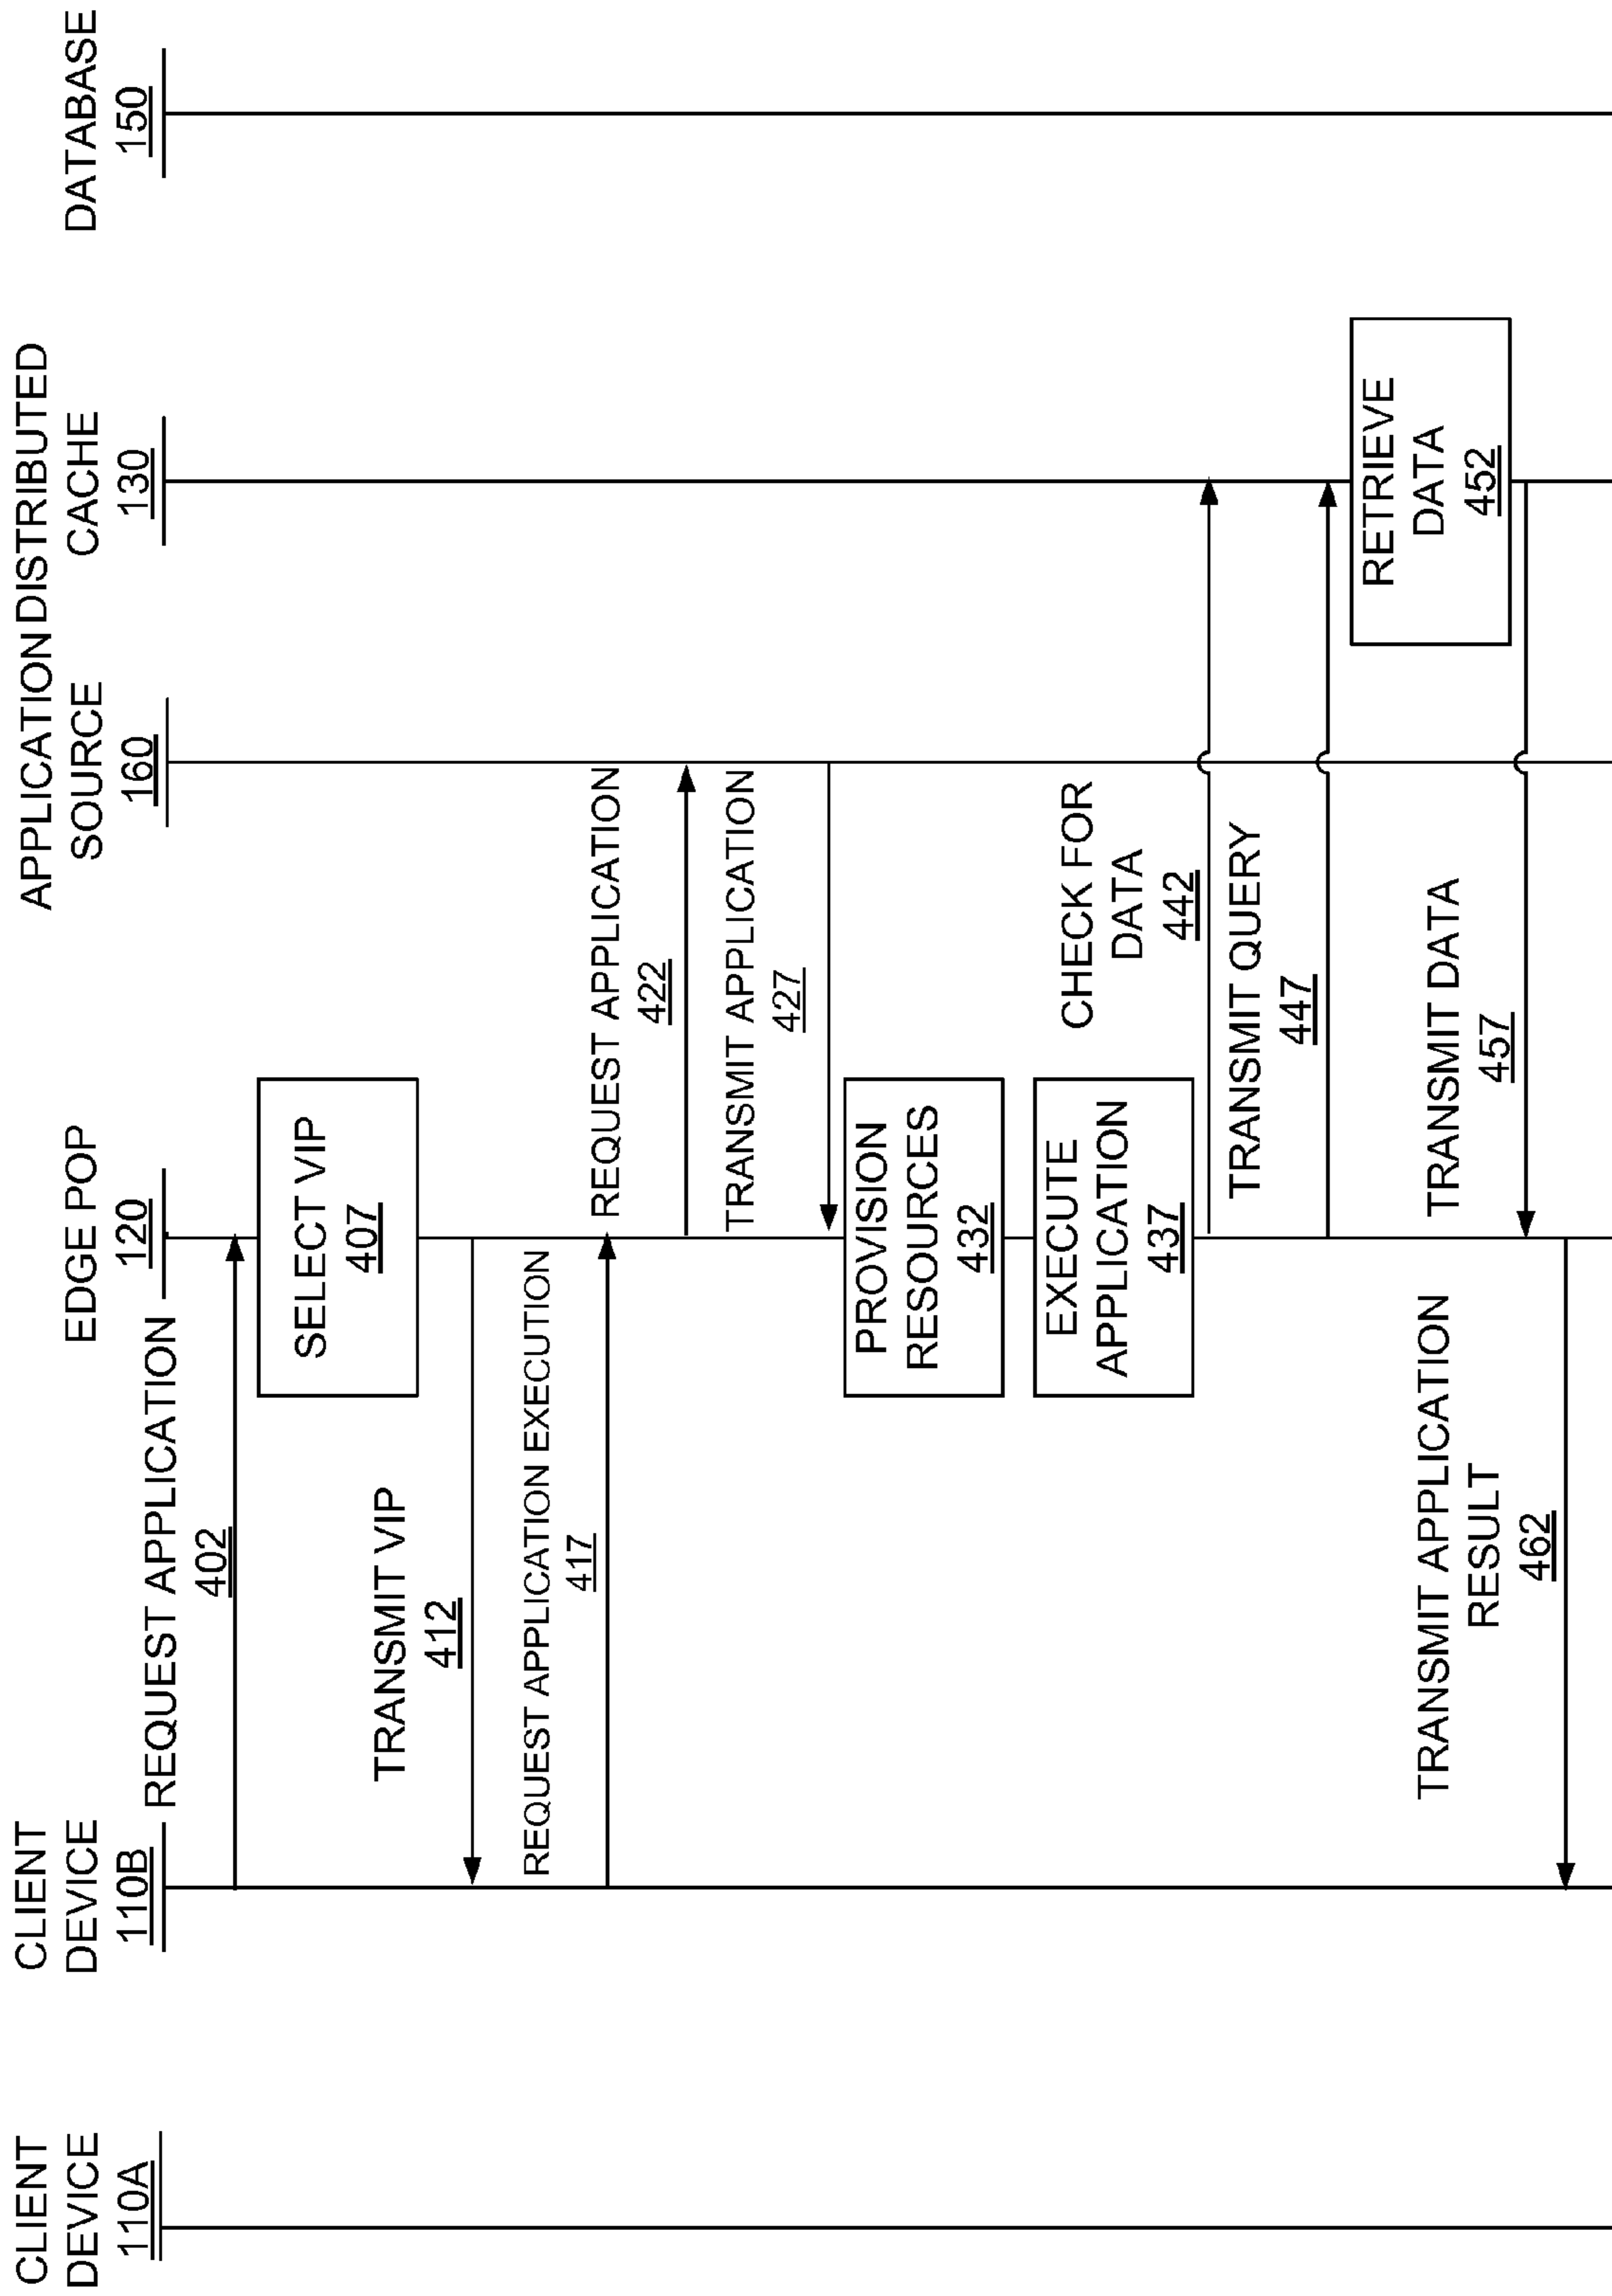 CLIENT
DEVICE
110A
CLIENT
DEVICE
110B
EDGE POP
120
APPLICATION
SOURCE
160
DISTRIBUTED
CACHE
130
DATABASE
150
REQUEST APPLICATION
402
SELECT VIP
407
TRANSMIT VIP
412
REQUEST APPLICATION EXECUTION
417
REQUEST APPLICATION
422
TRANSMIT APPLICATION
427
PROVISION
RESOURCES
432
EXECUTE
APPLICATION
437
CHECK FOR
DATA
442
TRANSMIT QUERY
447
RETRIEVE
DATA
452
TRANSMIT DATA
457
TRANSMIT APPLICATION
RESULT
462